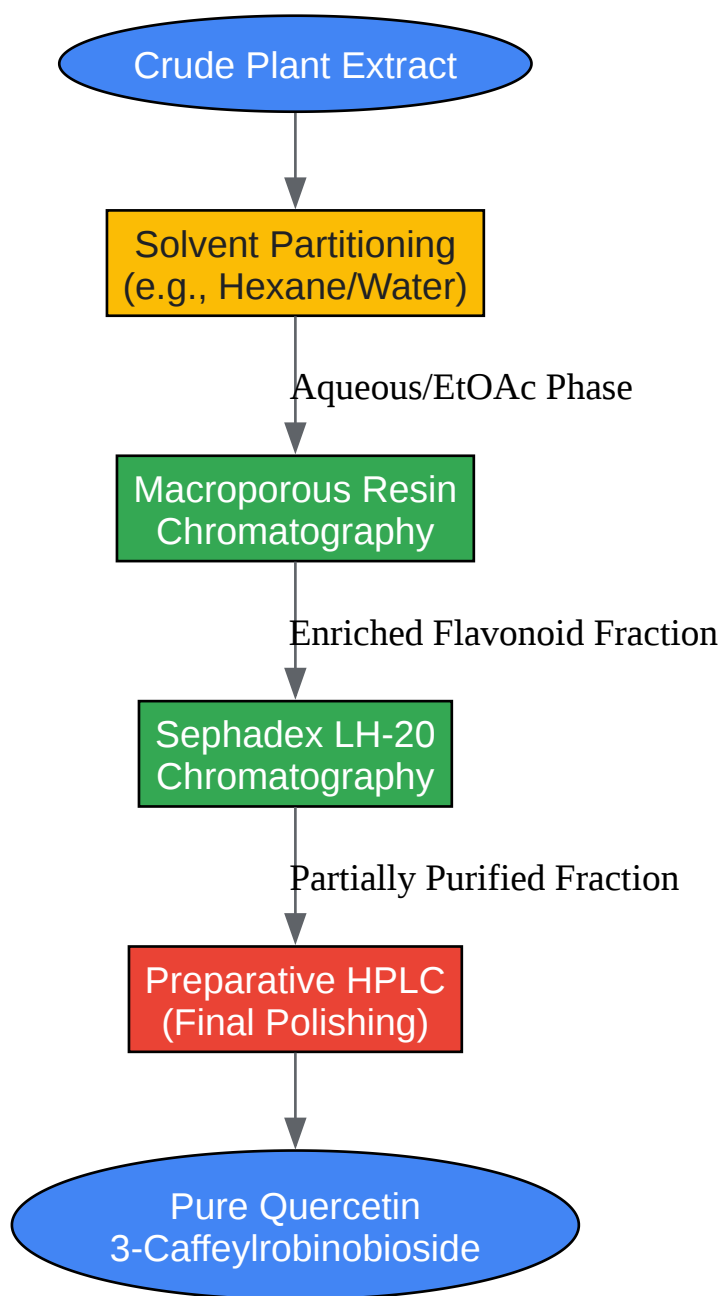 Crude Plant Extract
Solvent Partitioning
(e.g., Hexane/Water)
Aqueous/EtOAc Phase
Macroporous Resin
Chromatography
Enriched Flavonoid Fraction
Sephadex LH-20
Chromatography
Partially Purified Fraction
Preparative HPLC
(Final Polishing)
Pure Quercetin
3-Caffeylrobinobioside